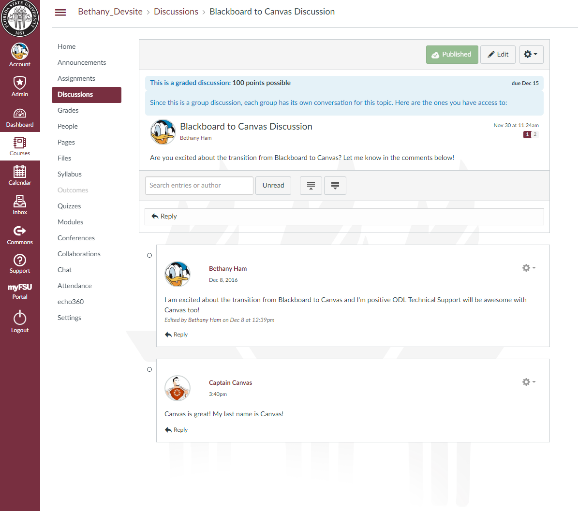 Bethany_Devsite › Discussions › Blackboard to Canvas Discussion
Account
Admin
Dashboard
Courses
Calendar
Inbox
Commons
Support
myFSU
Portal
Logout
Home
Announcements
Assignments
Discussions
Grades
People
Pages
Files
Syllabus
Outcomes
Quizzes
Modules
Conferences
Collaborations
Chat
Attendance
echo360
Settings
Published
Edit
This is a graded discussion: 100 points possible
due Dec 15
Since this is a group discussion, each group has its own conversation for this topic. Here are the ones you have access to:
Blackboard to Canvas Discussion
Bethany Ham
Nov 30 at 11:24am
1 2
Are you excited about the transition from Blackboard to Canvas? Let me know in the comments below!
Search entries or author
Unread
Reply
Bethany Ham
Dec 8, 2016
I am excited about the transition from Blackboard to Canvas and I'm positive ODL Technical Support will be awesome with
Canvas too!
Edited by Bethany Ham on Dec 8 at 12:59pm
Reply
Captain Canvas
3:40pm
Canvas is great! My last name is Canvas!
Reply